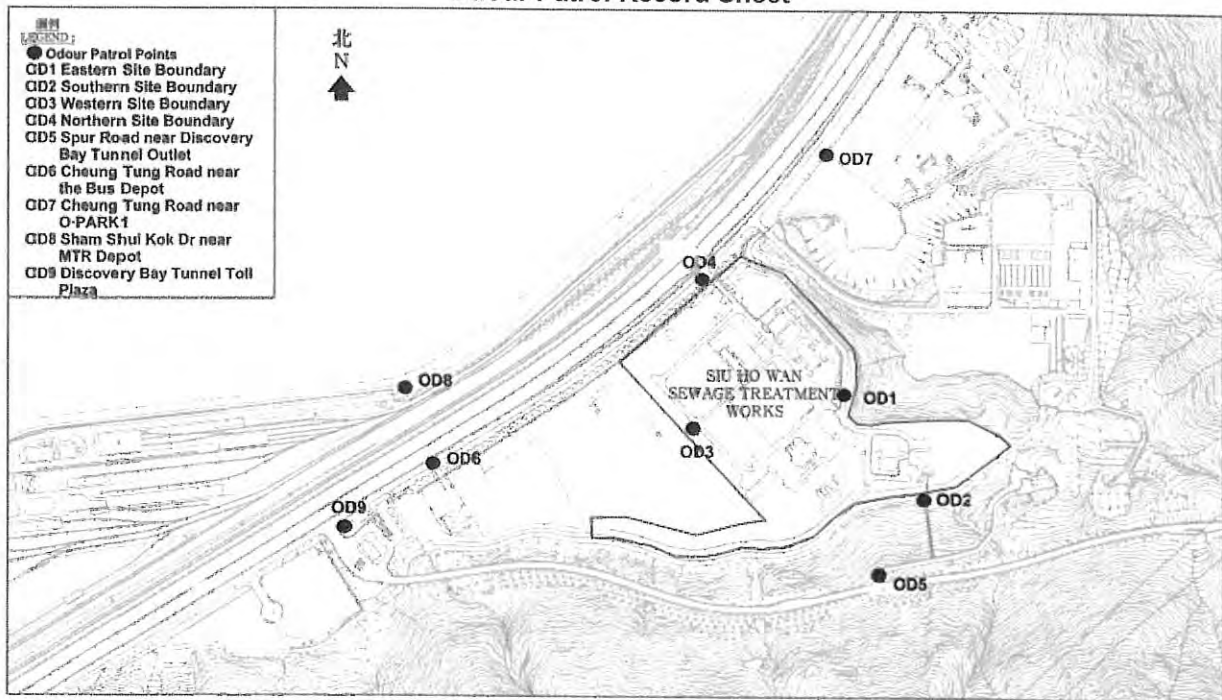 Patrol Record Sheet
LEGEND:
Odour Patrol Points
OD1 Eastern Site Boundary
OD2 Southern Site Boundary
OD3 Western Site Boundary
OD4 Northern Site Boundary
OD5 Spur Road near Discovery
Bay Tunnel Outlet
OD6 Cheung Tung Road near
the Bus Depot
OD7 Cheung Tung Road near
O-PARK1
OD8 Sham Shui Kok Dr near
MTR Depot
OD9 Discovery Bay Tunnel Toll
Plaza
北
N
OD7
OD4
OD8
SIU HO WAN
SEWAGE TREATMENT
WORKS
OD1
OD3
OD6
OD2
OD9
OD5